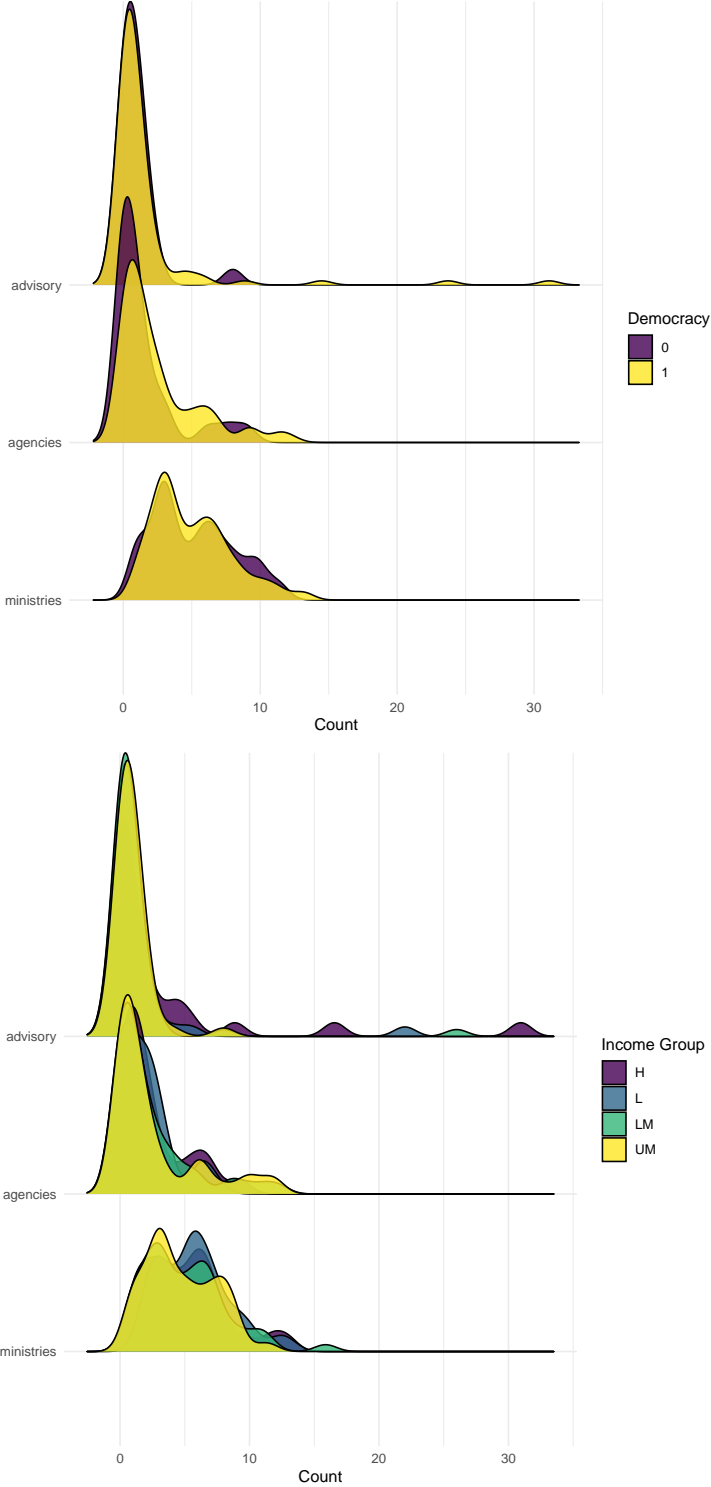 advisory
agencies
ministries
0
10
20
30
Count
Democracy
0
1
advisory
agencies
ministries
0
10
20
30
Count
Income Group
H
L
LM
UM